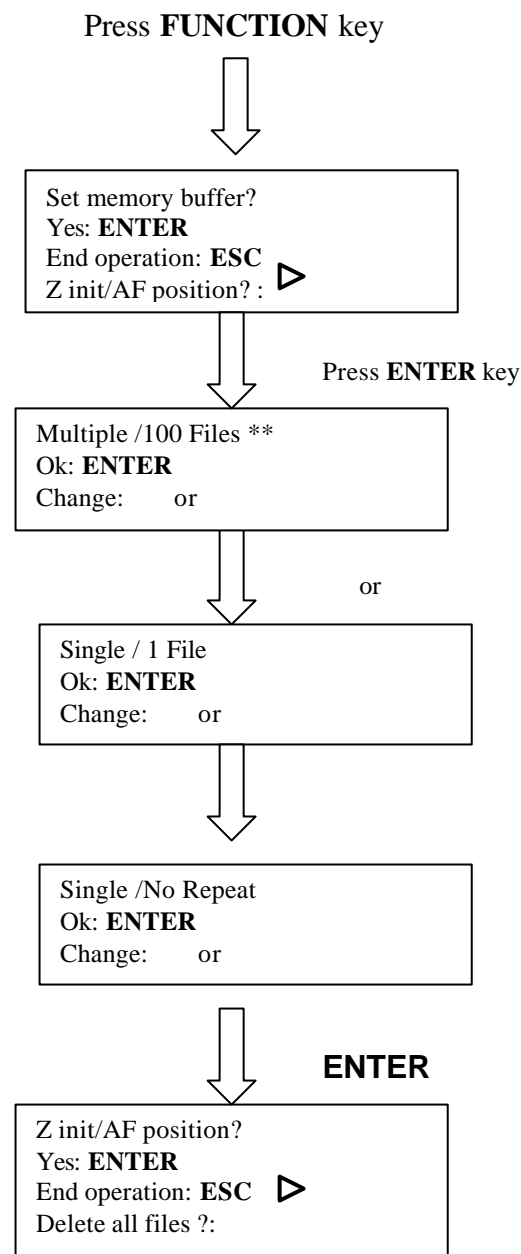 Press FUNCTION key
Set memory buffer?
Yes: ENTER
End operation: ESC
Z init/AF position? :
Press ENTER key
Multiple /100 Files **
Ok: ENTER
Change: or
or
Single / 1 File
Ok: ENTER
Change: or
Single /No Repeat
Ok: ENTER
Change: or
ENTER
Z init/AF position?
Yes: ENTER
End operation: ESC
Delete all files ?: